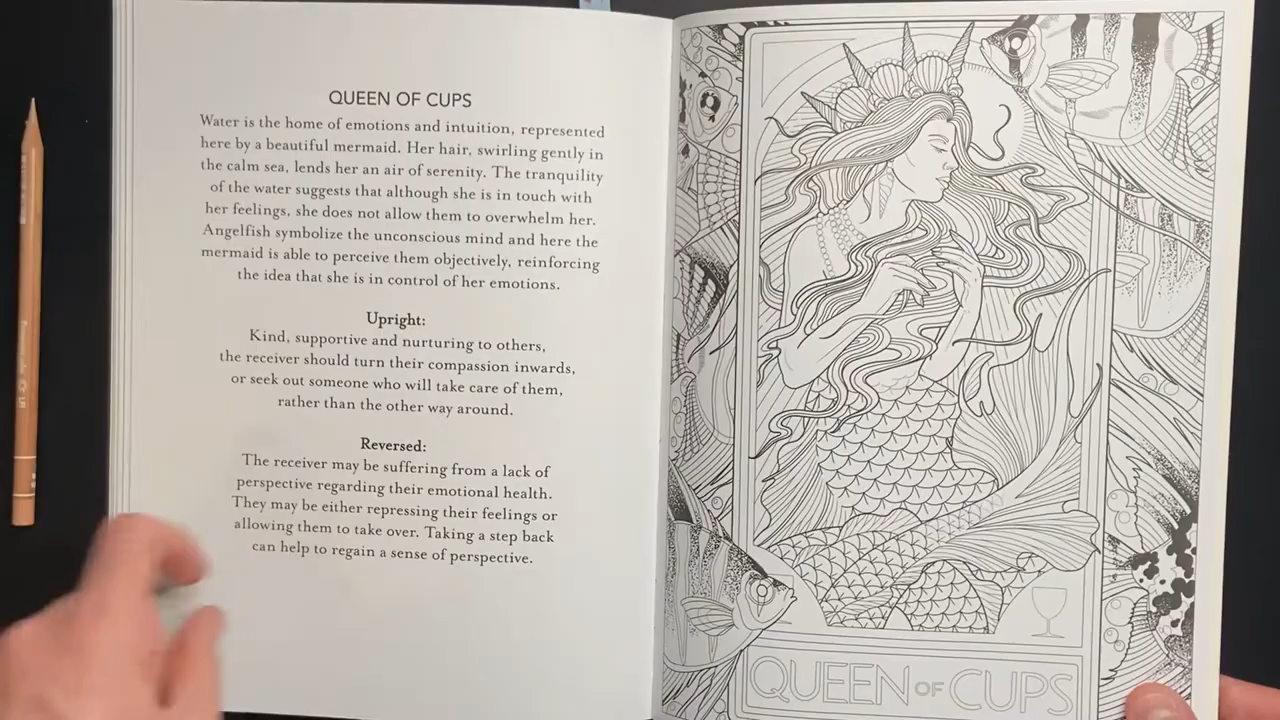 QUEEN OF CUPS
Water is the home of emotions and intuition, represented
here by a beautiful mermaid. Her hair, swirling gently in
the calm sea, lends her an air of serenity. The tranquility
of the water suggests that although she is in touch with
her feelings, she does not allow them to overwhelm her.
Angelfish symbolize the unconscious mind and here the
mermaid is able to perceive them objectively, reinforcing
the idea that she is in control of her emotions.
Upright:
Kind, supportive and nurturing to others,
the receiver should turn their compassion inwards,
or seek out someone who will take care of them,
rather than the other way around.
Reversed:
The receiver may be suffering from a lack of
perspective regarding their emotional health.
They may be either repressing their feelings or
allowing them to take over. Taking a step back
can help to regain a sense of perspective.
QUEEN OF CUPS